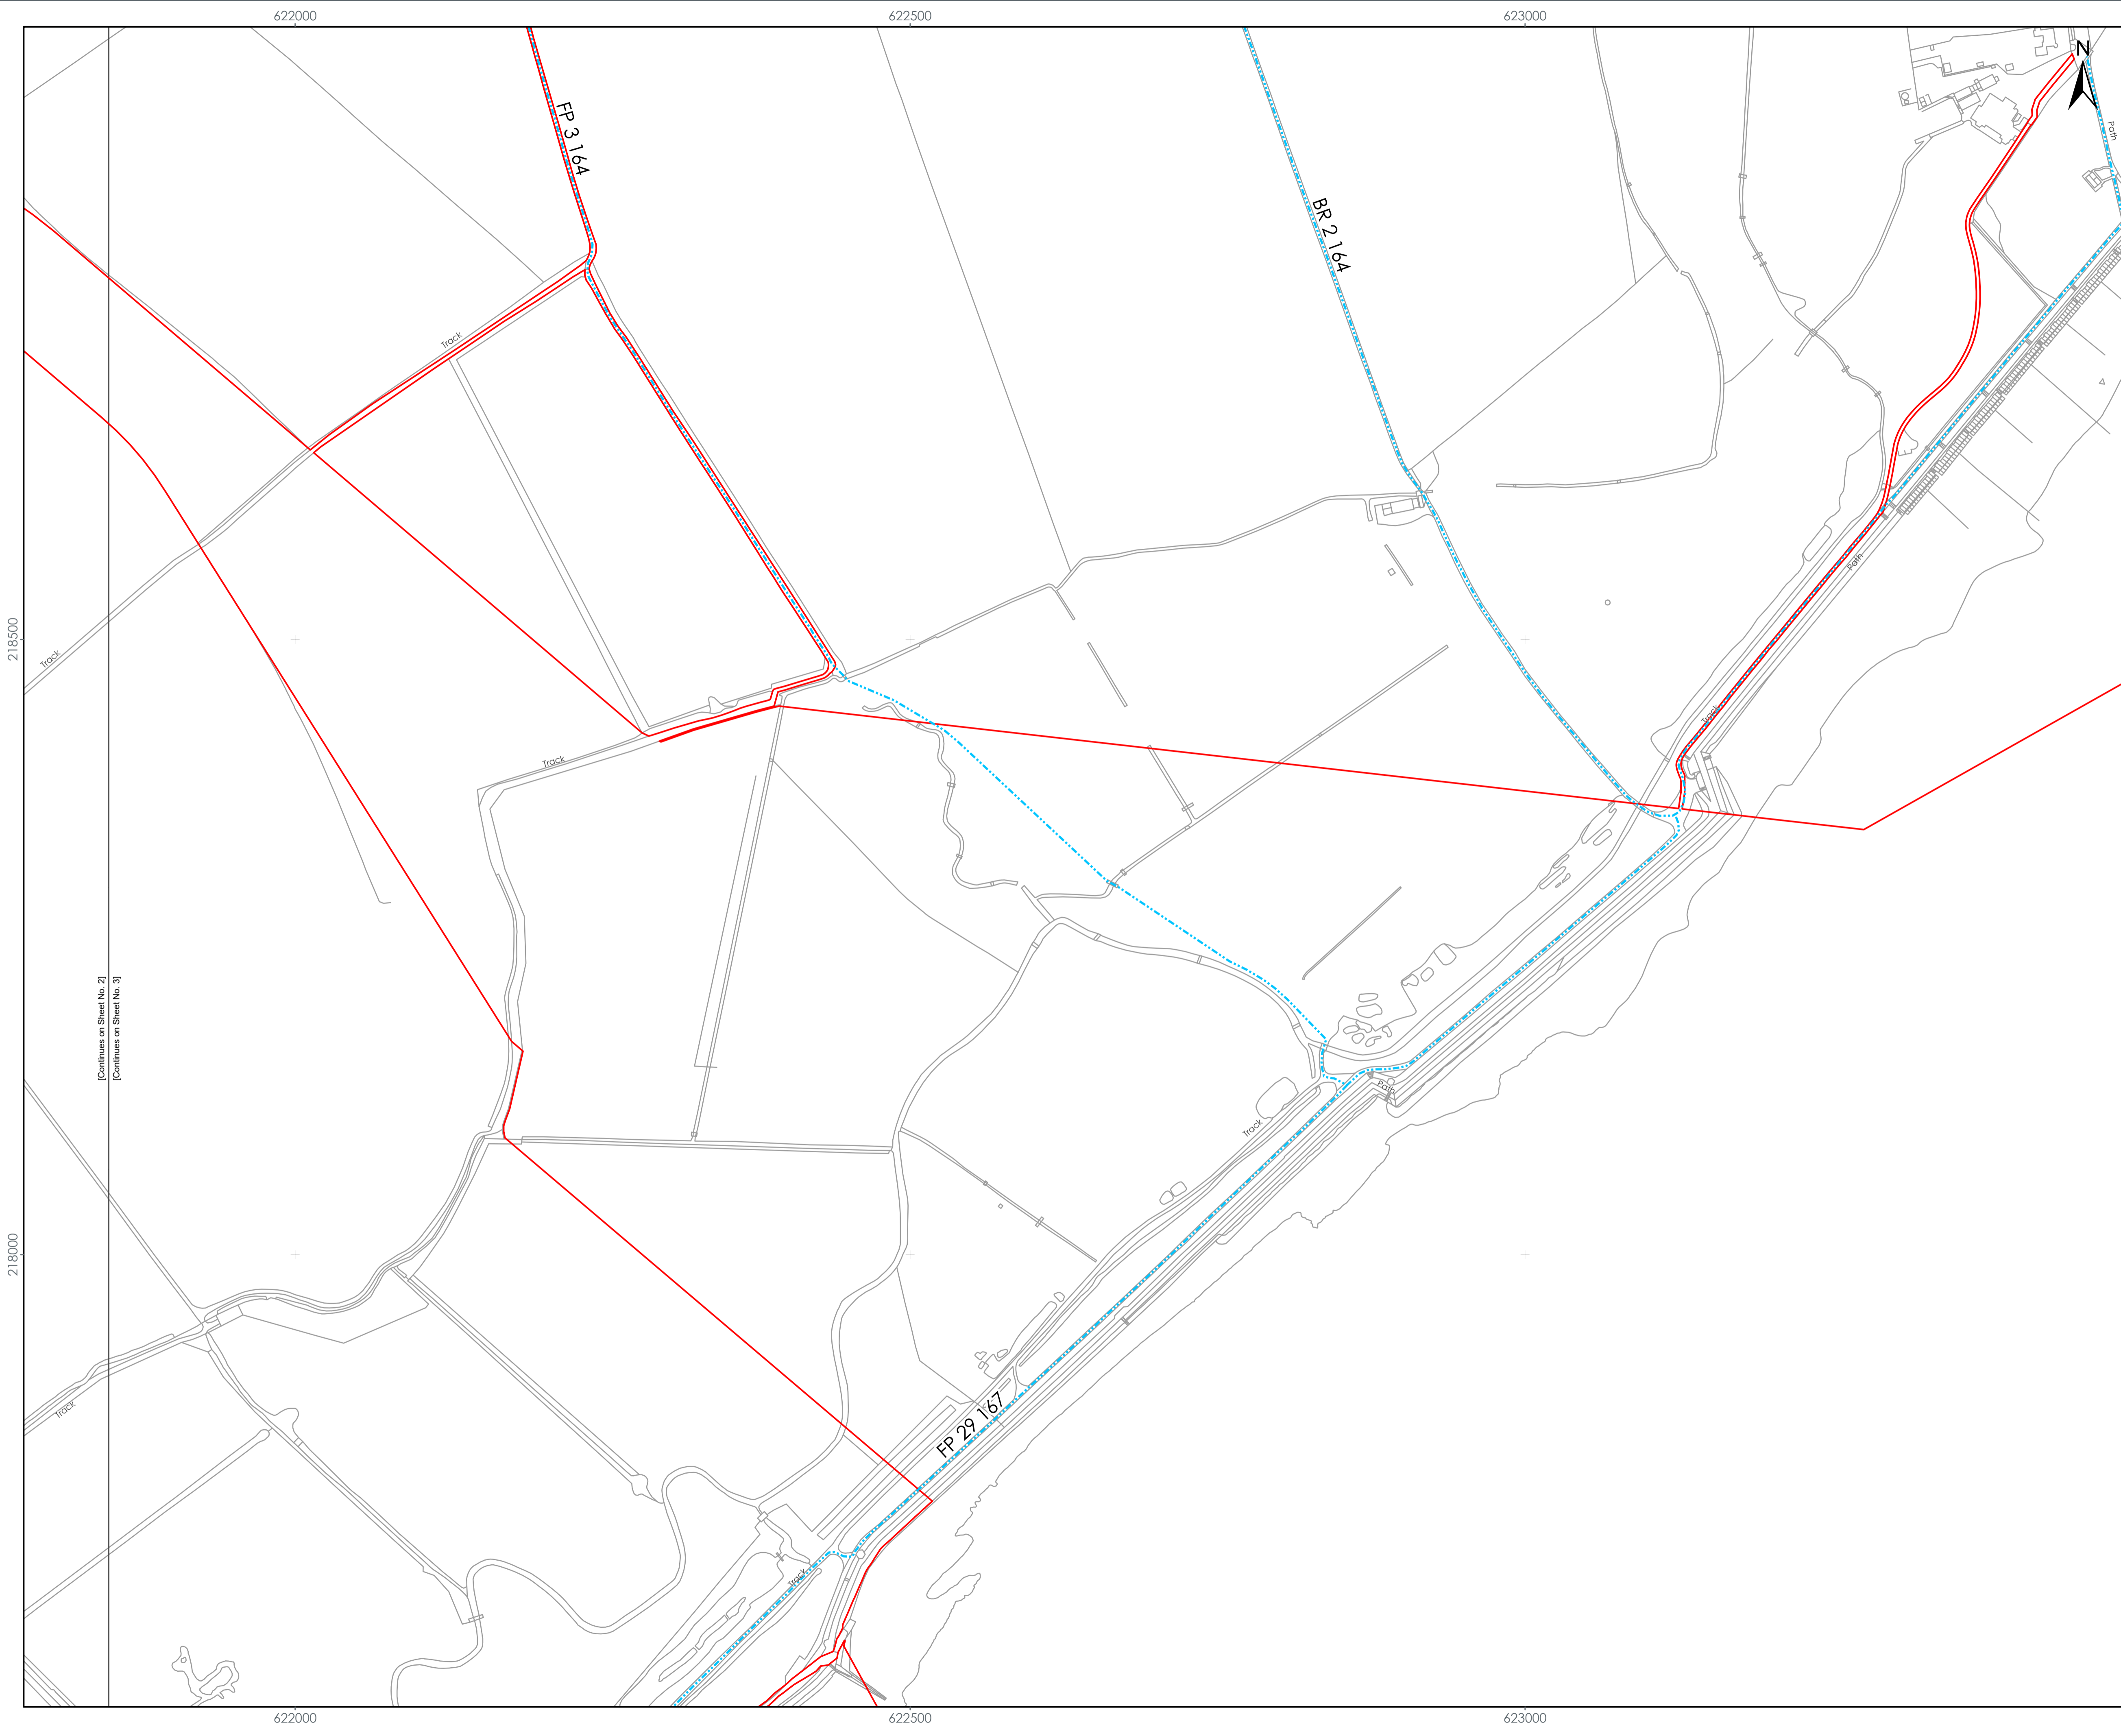 622000
622500
623000
N
Path
FP 3 164
BR 2 164
Track
218500
Track
Path
Track
Track
[Continues on Sheet No. 2]
[Continues on Sheet No. 3]
Path
Track
218000
Track
FP 29 167
Track
622000
622500
623000